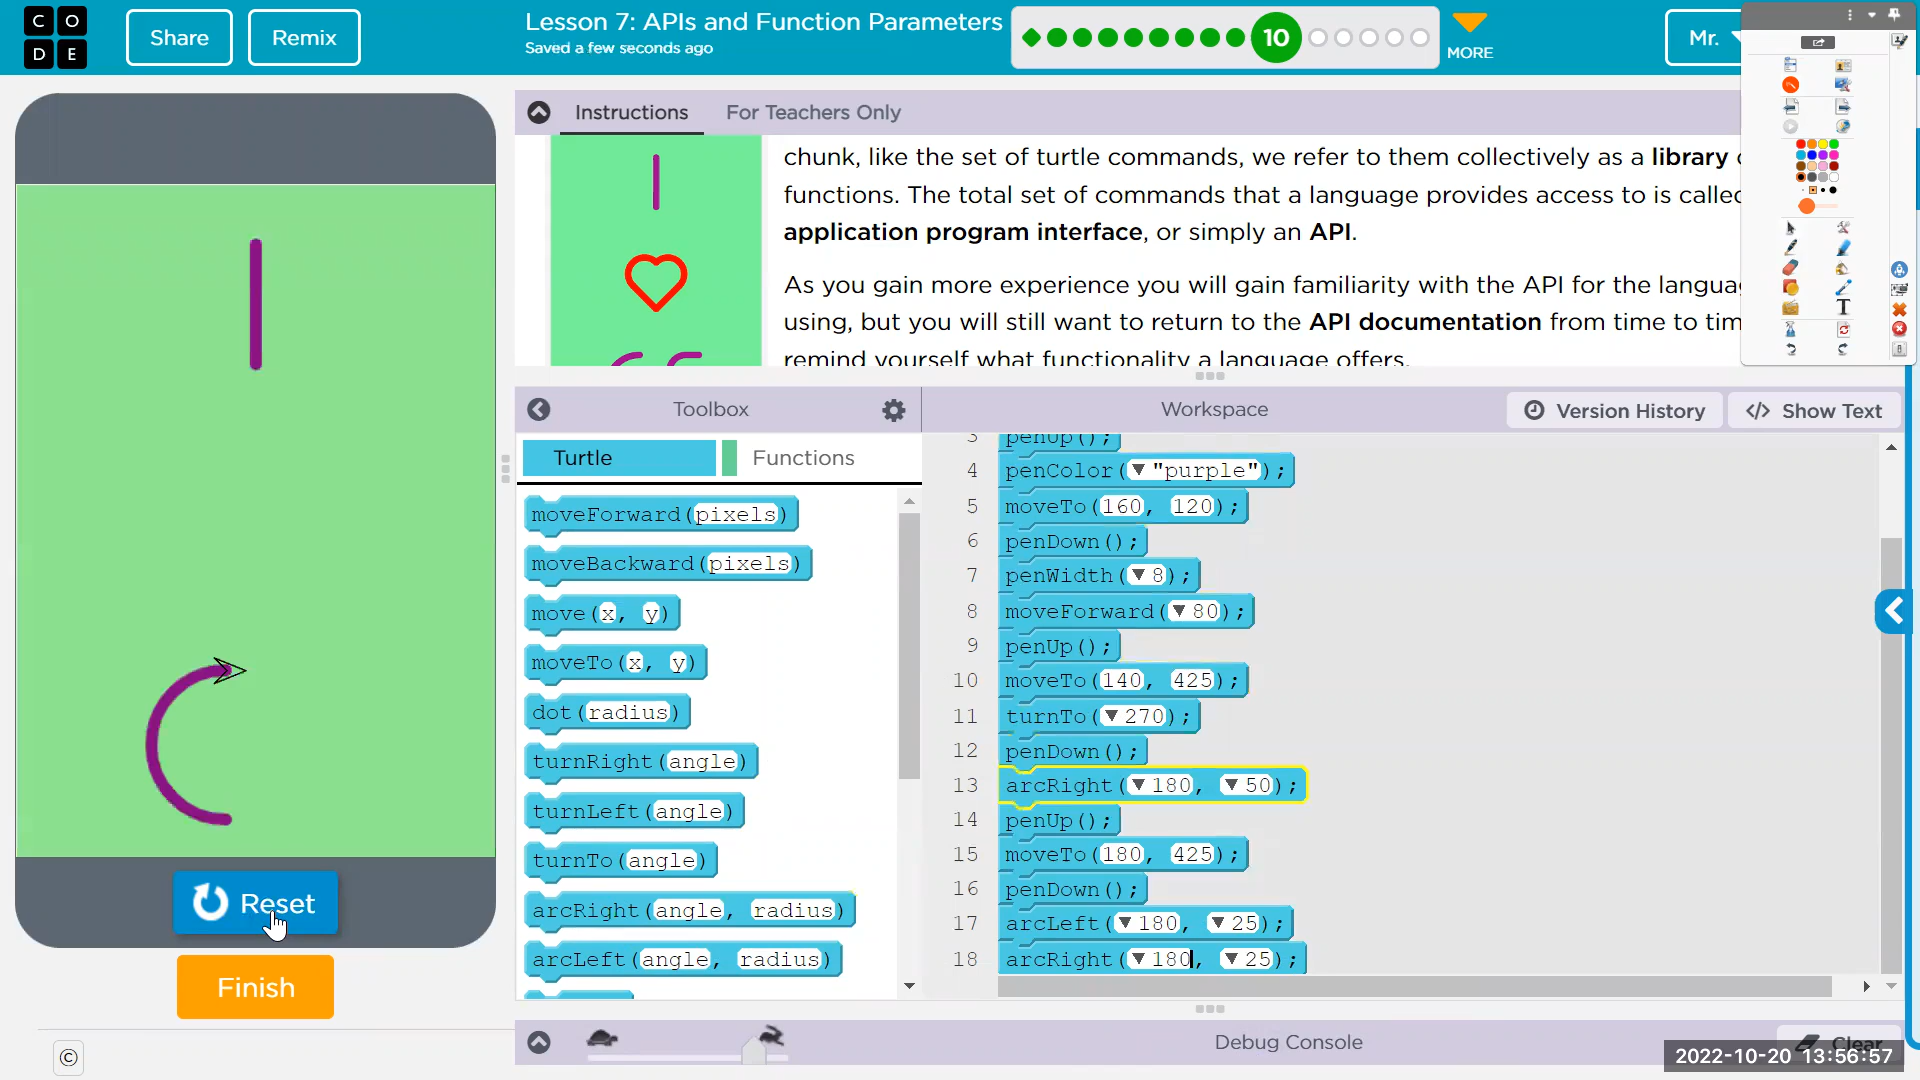 C O
D E
Share
Remix
Lesson 7: APIs and Function Parameters
Saved a few seconds ago
10
MORE
Mr.
Instructions
For Teachers Only
chunk, like the set of turtle commands, we refer to them collectively as a library
functions. The total set of commands that a language provides access to is called
application program interface, or simply an API.
As you gain more experience you will gain familiarity with the API for the
using, but you will still want to return to the API documentation from time to
remind yourself what functionality a language offers.
Toolbox
Workspace
Version History
</> Show Text
Turtle
Functions
moveForward(pixels)
moveBackward(pixels)
move(x, y)
moveTo(x, y)
dot(radius)
turnRight(angle)
turnLeft(angle)
turnTo(angle)
arcRight(angle, radius)
arcLeft(angle, radius)
3 penUp();
4 penColor(▼"purple");
5 moveTo(160, 120);
6 penDown();
7 penWidth(▼8);
8 moveForward(▼80);
9 penUp();
10 moveTo(140, 425);
11 turnTo(▼270);
12 penDown();
13 arcRight(▼180, ▼50);
14 penUp();
15 moveTo(180, 425);
16 penDown();
17 arcLeft(▼180, ▼25);
18 arcRight(▼180, ▼25);
Reset
Finish
©
Debug Console
Clear
2022-10-20 13:56:57
T